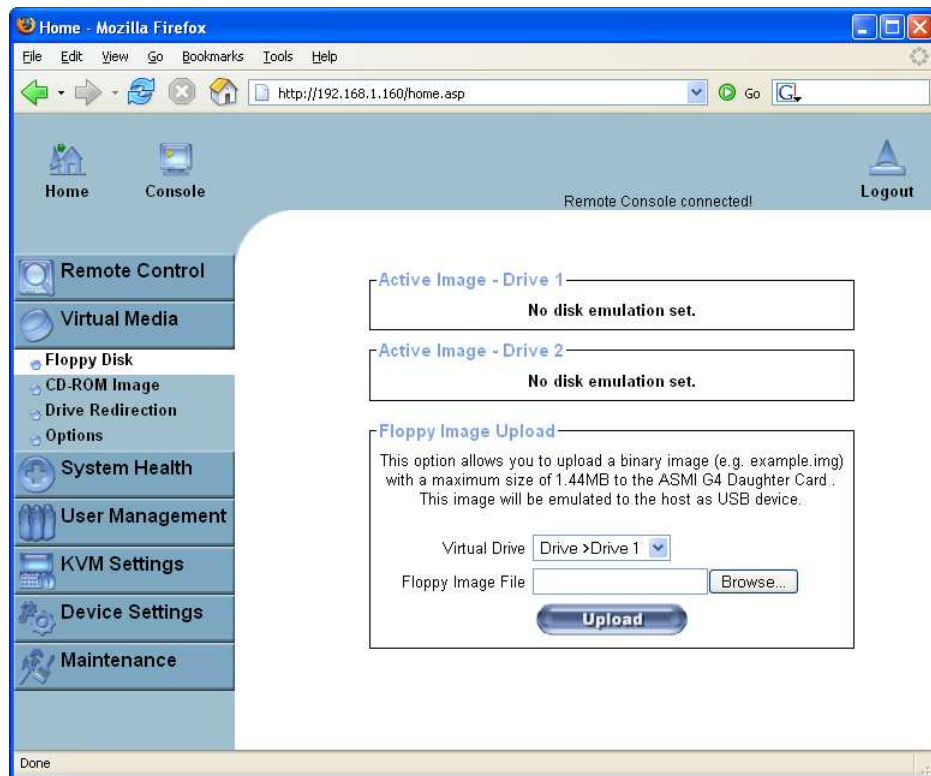 Home - Mozilla Firefox
File Edit View Go Bookmarks Tools Help
http://192.168.1.160/home.asp Go G
Home Console Remote Console connected! Logout
Remote Control
Virtual Media
Floppy Disk
CD-ROM Image
Drive Redirection
Options
System Health
User Management
KVM Settings
Device Settings
Maintenance
Active Image - Drive 1
No disk emulation set.
Active Image - Drive 2
No disk emulation set.
Floppy Image Upload
This option allows you to upload a binary image (e.g. example.img)
with a maximum size of 1.44MB to the ASMI G4 Daughter Card .
This image will be emulated to the host as USB device.
Virtual Drive Drive >Drive 1
Floppy Image File Browse...
Upload
Done